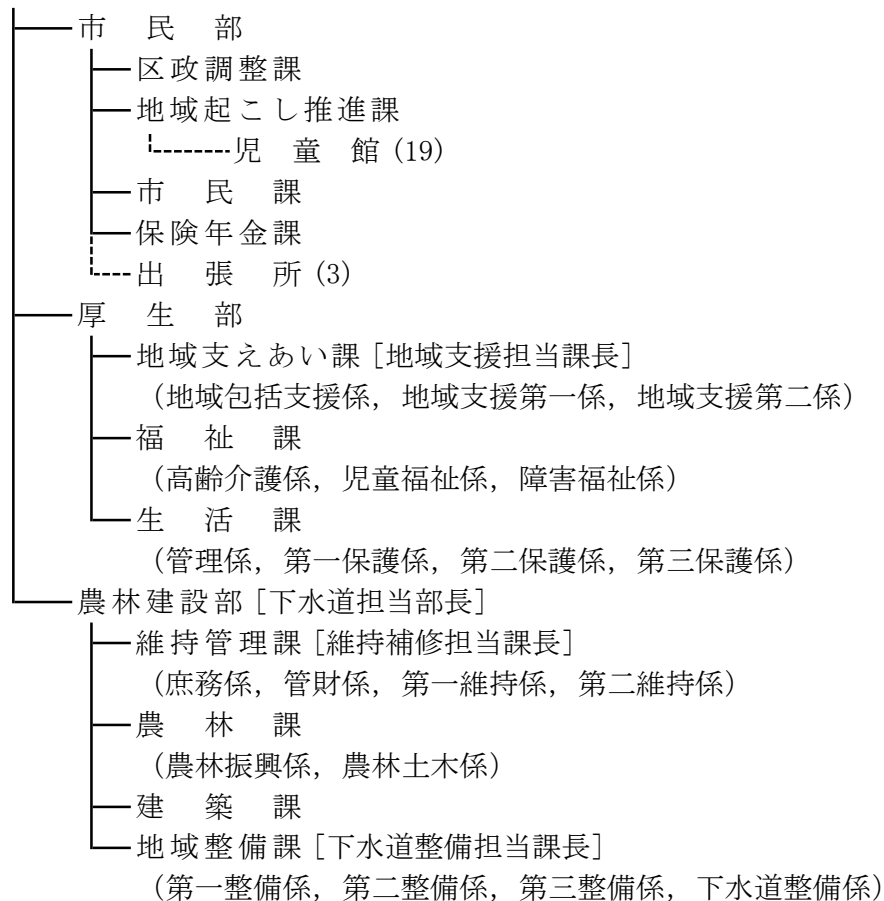 市民部
区政調整課
地域起こし推進課
児童館 (19)
市民課
保険年金課
出張所 (3)
厚生部
地域支えあい課 [地域支援担当課長]
(地域包括支援係, 地域支援第一係, 地域支援第二係)
福祉課
(高齢介護係, 児童福祉係, 障害福祉係)
生活課
(管理係, 第一保護係, 第二保護係, 第三保護係)
農林建設部 [下水道担当部長]
維持管理課 [維持補修担当課長]
(庶務係, 管財係, 第一維持係, 第二維持係)
農林課
(農林振興係, 農林土木係)
建築課
地域整備課 [下水道整備担当課長]
(第一整備係, 第二整備係, 第三整備係, 下水道整備係)